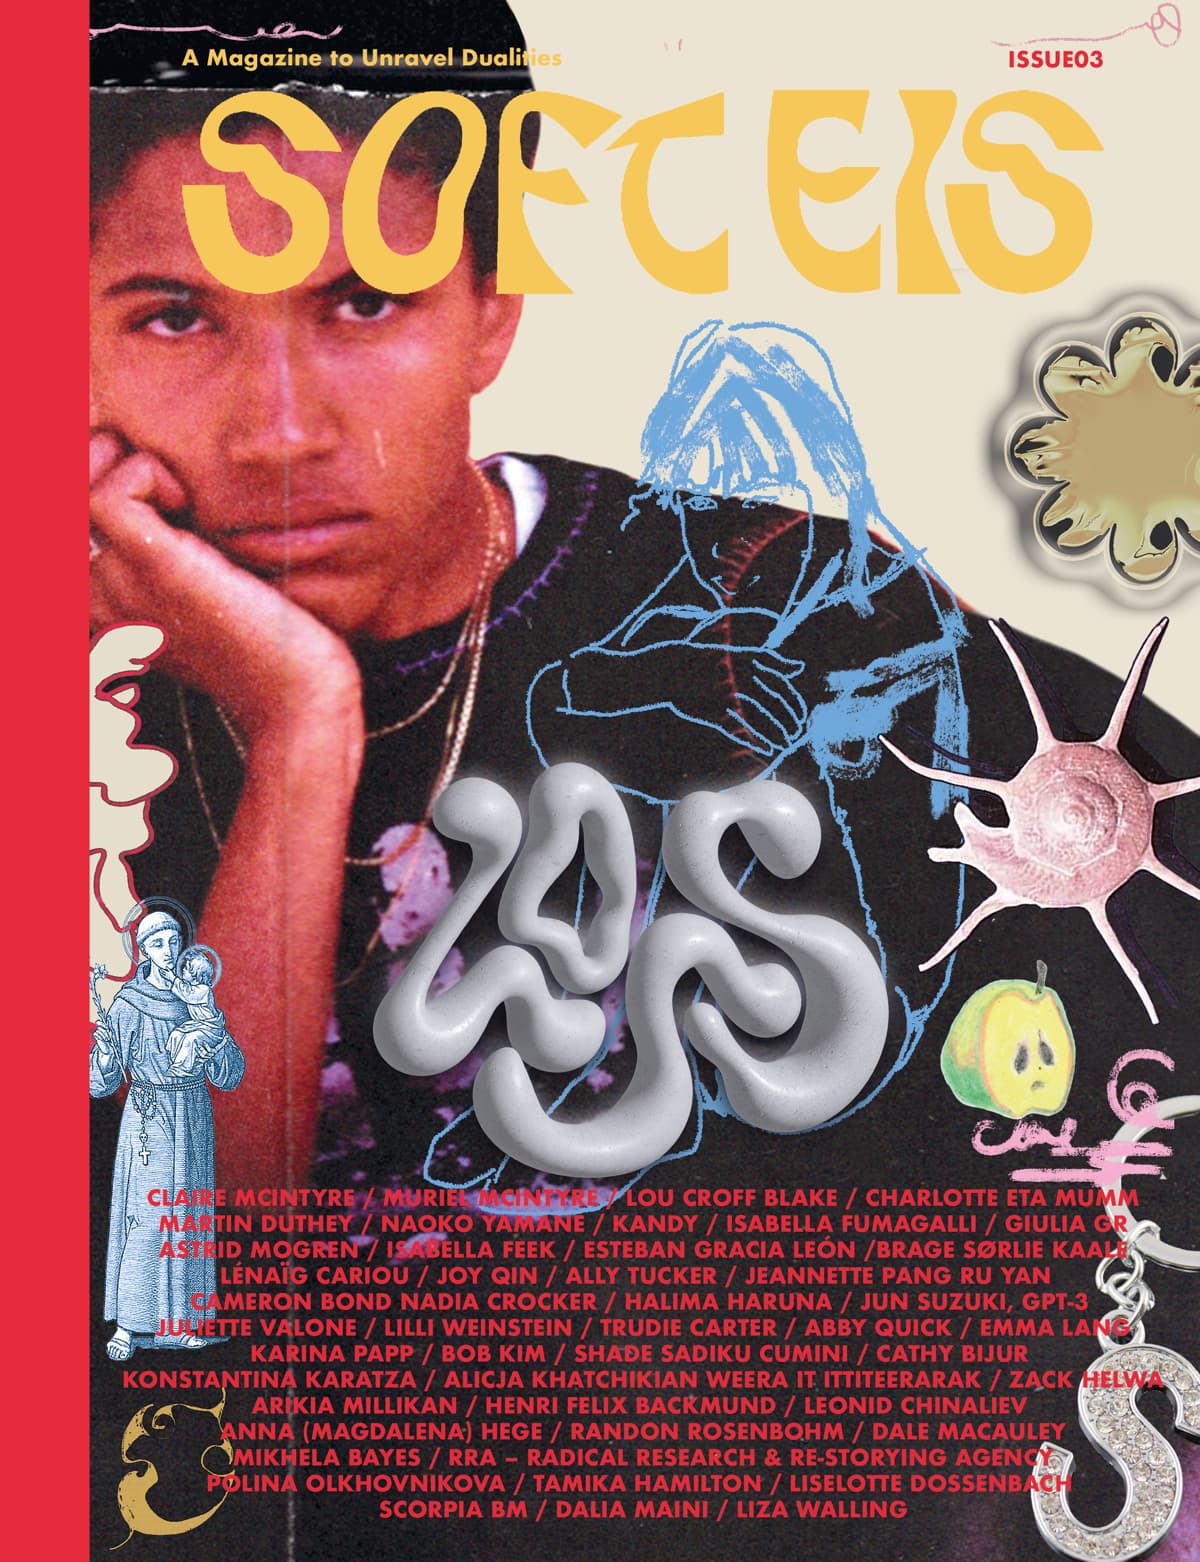 A Magazine to Unravel Dualities
ISSUE03
SOFT EIS
CLAIRE MCINTYRE / MURIEL MCINTYRE / LOU CROFF BLAKE / CHARLOTTE ETA MUMM
MARTIN DUTHEY / NAOKO YAMANE / KANDY / ISABELLA FUMAGALLI / GIULIA GR
ASTRID MOGREN / ISABELLA FEEK / ESTEBAN GRACIA LEÓN /BRAGE SØRLIE KAALE
LÉNAÏG CARIOU / JOY QIN / ALLY TUCKER / JEANNETTE PANG RU YAN
CAMERON BOND NADIA CROCKER / HALIMA HARUNA / JUN SUZUKI, GPT-3
JULIETTE VALONE / LILLI WEINSTEIN / TRUDIE CARTER / ABBY QUICK / EMMA LANG
KARINA PAPP / BOB KIM / SHADE SADIKU CUMINI / CATHY BIJUR
KONSTANTINA KARATZA / ALICJA KHATCHIKIAN WEERA IT ITTITEERARAK / ZACK HELWA
ARIKIA MILLIKAN / HENRI FELIX BACKMUND / LEONID CHINALIEV
ANNA (MAGDALENA) HEGE / RANDON ROSENBOHM / DALE MACAULEY
MIKHELA BAYES / RRA – RADICAL RESEARCH & RE-STORYING AGENCY
POLINA OLKHOVNIKOVA / TAMIKA HAMILTON / LISELOTTE DOSSENBACH
SCORPIA BM / DALIA MAINI / LIZA WALLING
S